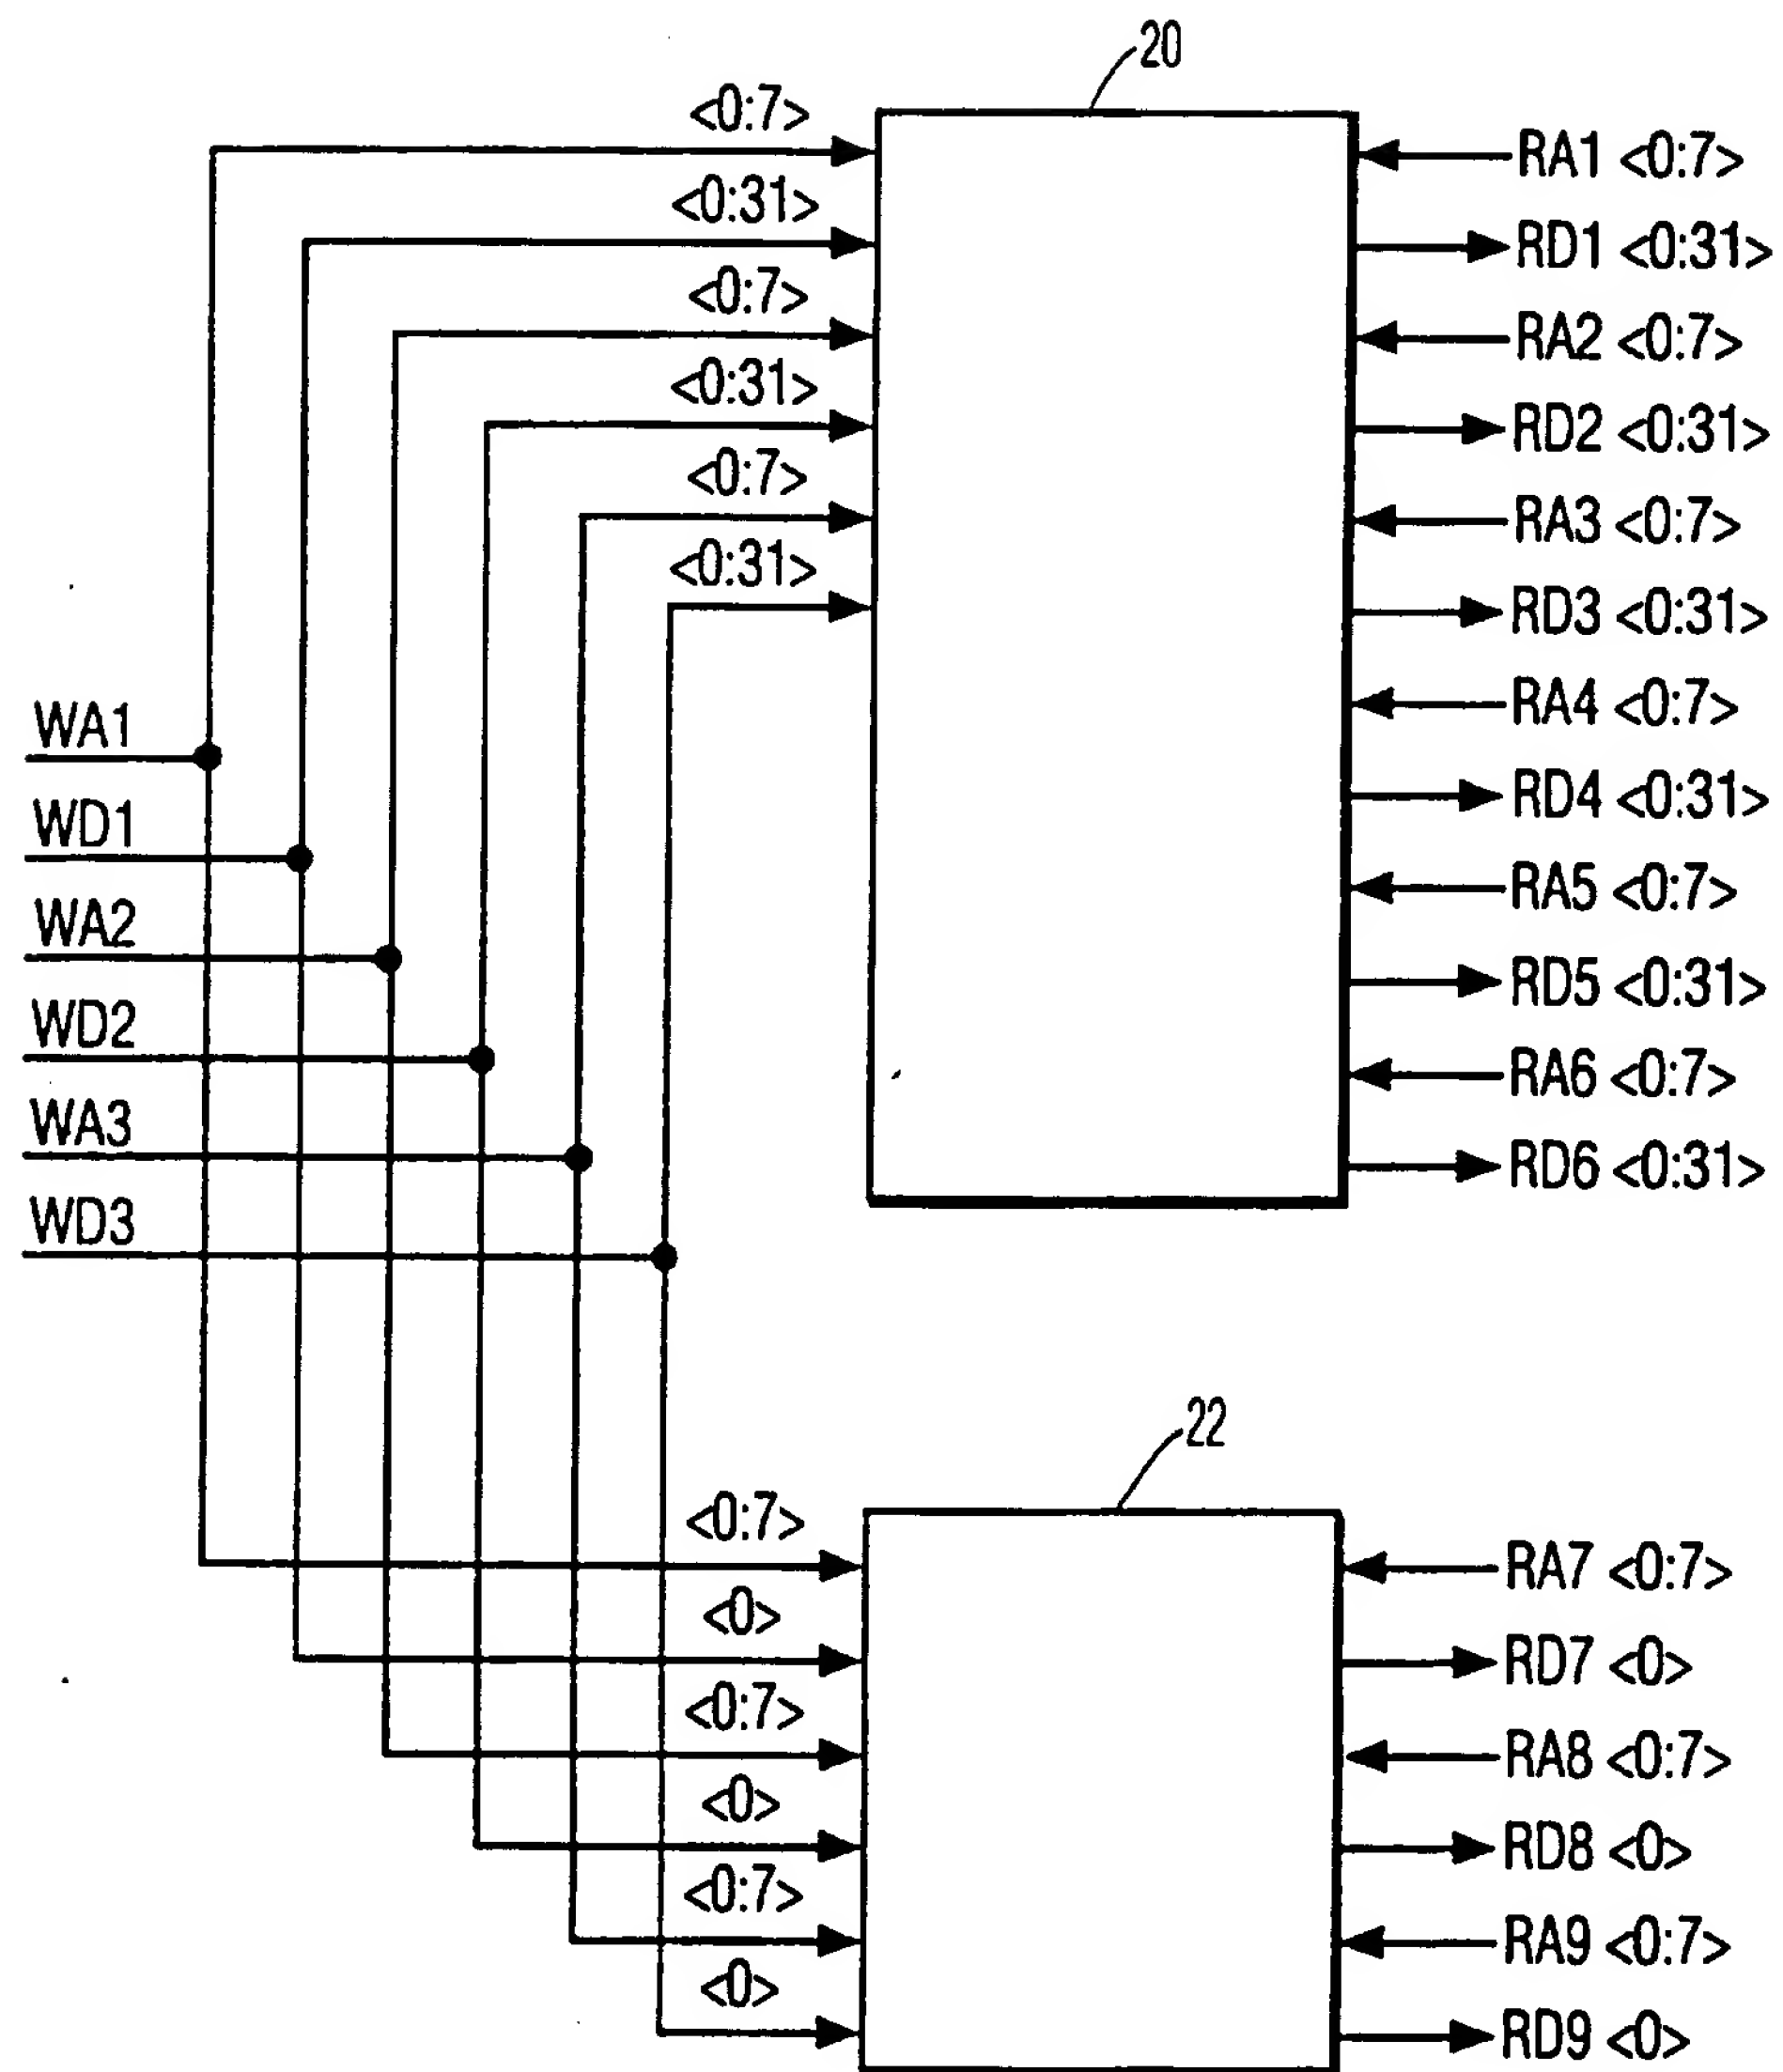 20
<0:7>
RA1 <0:7>
<0:31>
RD1 <0:31>
<0:7>
RA2 <0:7>
<0:31>
RD2 <0:31>
<0:7>
RA3 <0:7>
<0:31>
RD3 <0:31>
WA1
RA4 <0:7>
WD1
RD4 <0:31>
WA2
RA5 <0:7>
WD2
RD5 <0:31>
WA3
RA6 <0:7>
WD3
RD6 <0:31>
22
<0:7>
RA7 <0:7>
<0>
RD7 <0>
<0:7>
RA8 <0:7>
<0>
RD8 <0>
<0:7>
RA9 <0:7>
<0>
RD9 <0>